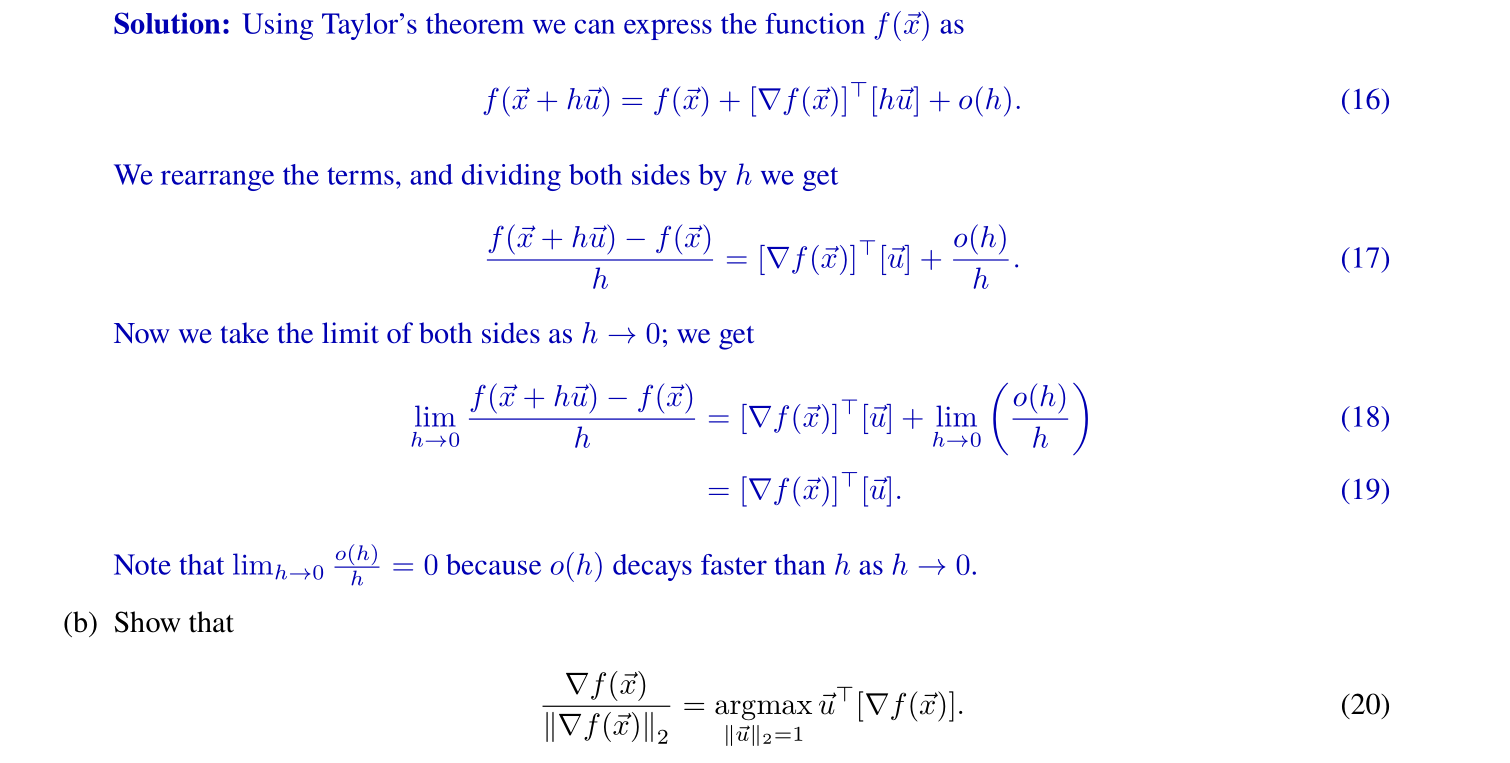 Solution: Using Taylor's theorem we can express the function $f(\vec{x})$ as
$f(\vec{x} + h\vec{u}) = f(\vec{x}) + [\nabla f(\vec{x})]^\top [h\vec{u}] + o(h).$ (16)
We rearrange the terms, and dividing both sides by $h$ we get
$\frac{f(\vec{x} + h\vec{u}) - f(\vec{x})}{h} = [\nabla f(\vec{x})]^\top [\vec{u}] + \frac{o(h)}{h}.$ (17)
Now we take the limit of both sides as $h \to 0$; we get
$\lim_{h \to 0} \frac{f(\vec{x} + h\vec{u}) - f(\vec{x})}{h} = [\nabla f(\vec{x})]^\top [\vec{u}] + \lim_{h \to 0} \left( \frac{o(h)}{h} \right)$ (18)
$= [\nabla f(\vec{x})]^\top [\vec{u}].$ (19)
Note that $\lim_{h \to 0} \frac{o(h)}{h} = 0$ because $o(h)$ decays faster than $h$ as $h \to 0$.
(b) Show that
$\frac{\nabla f(\vec{x})}{\|\nabla f(\vec{x})\|_2} = \underset{\|\vec{u}\|_2 = 1}{\operatorname{argmax}} \, \vec{u}^\top [\nabla f(\vec{x})].$ (20)